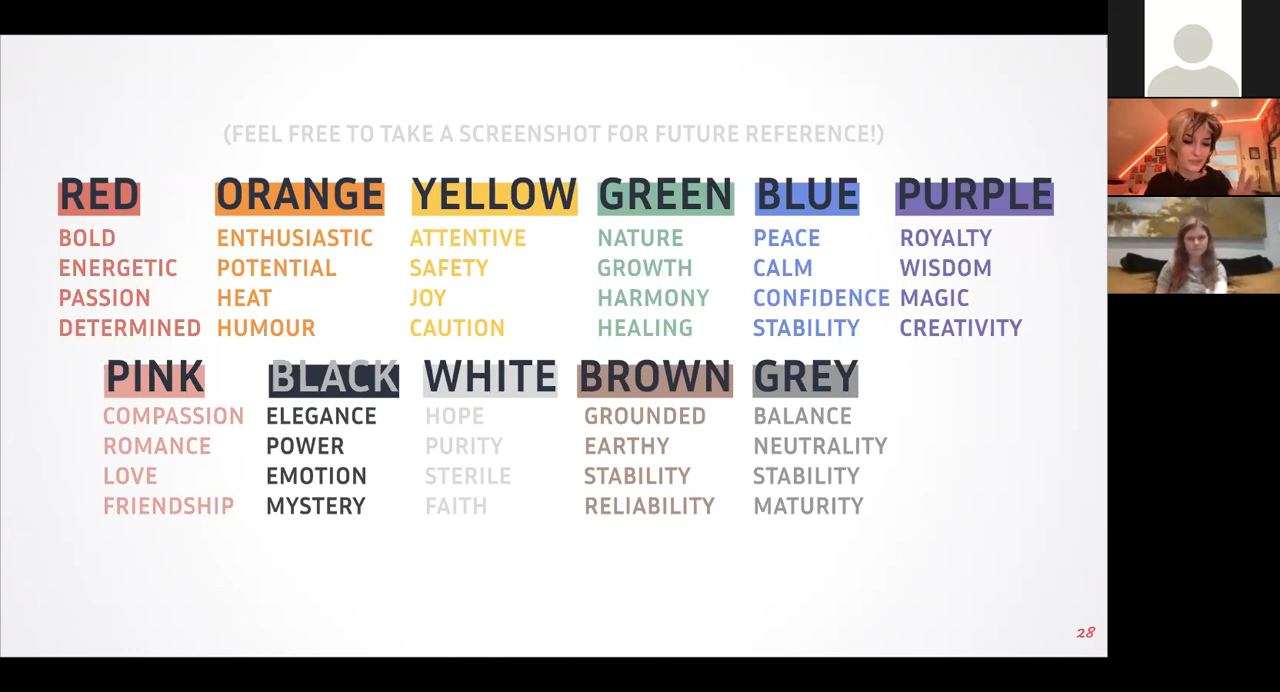 (FEEL FREE TO TAKE A SCREENSHOT FOR FUTURE REFERENCE!)
RED
BOLD
ENERGETIC
PASSION
DETERMINED
ORANGE
ENTHUSIASTIC
POTENTIAL
HEAT
HUMOUR
YELLOW
ATTENTIVE
SAFETY
JOY
CAUTION
GREEN
NATURE
GROWTH
HARMONY
HEALING
BLUE
PEACE
CALM
CONFIDENCE
STABILITY
PURPLE
ROYALTY
WISDOM
MAGIC
CREATIVITY
PINK
COMPASSION
ROMANCE
LOVE
FRIENDSHIP
BLACK
ELEGANCE
POWER
EMOTION
MYSTERY
WHITE
HOPE
PURITY
STERILE
FAITH
BROWN
GROUNDED
EARTHY
STABILITY
RELIABILITY
GREY
BALANCE
NEUTRALITY
STABILITY
MATURITY
28